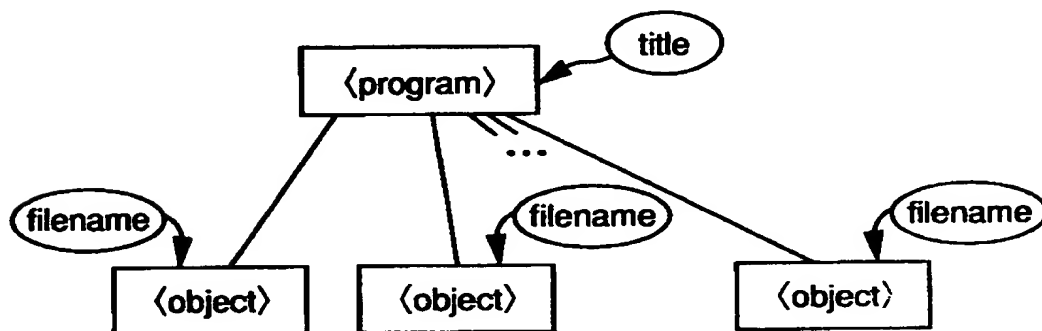 title
⟨program⟩
...
filename
filename
filename
⟨object⟩
⟨object⟩
⟨object⟩